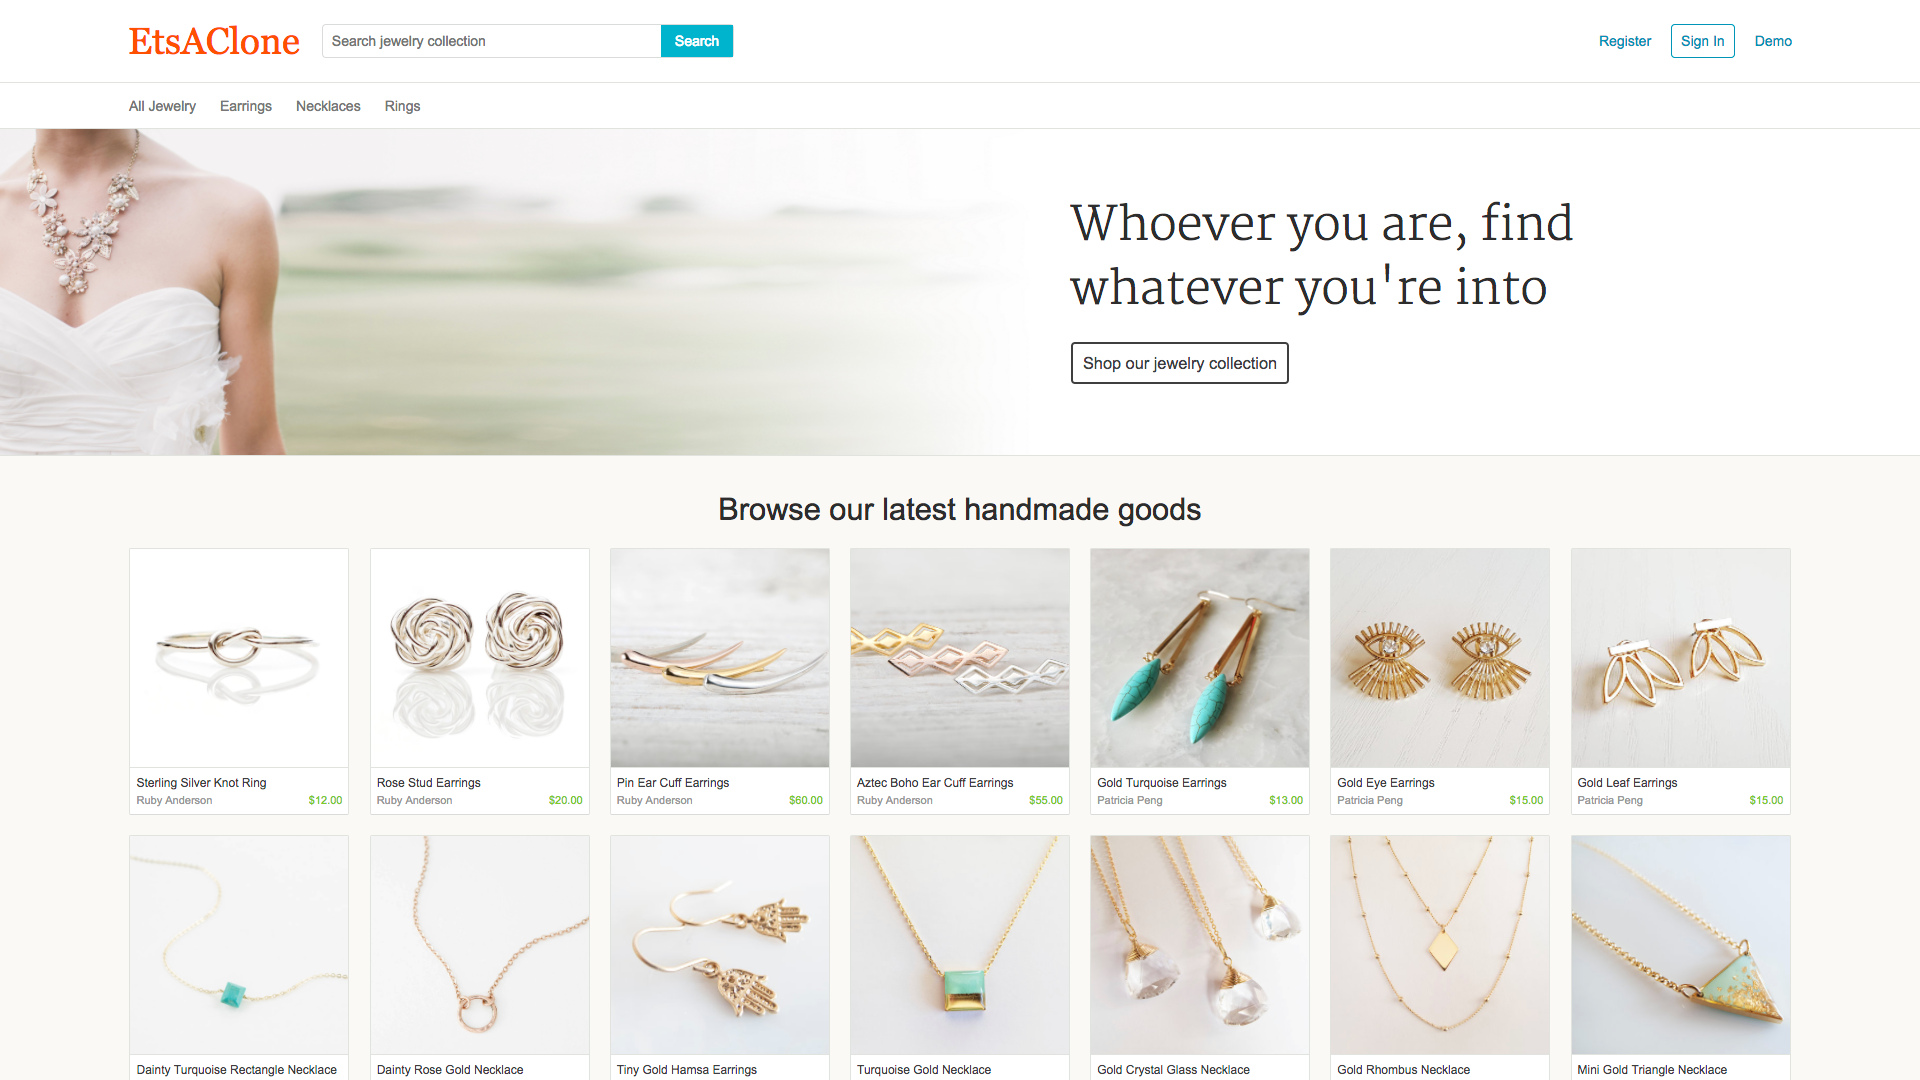 EtsAClone
Search jewelry collection
Search
Register
Sign In
Demo
All Jewelry
Earrings
Necklaces
Rings
Whoever you are, find
whatever you're into
Shop our jewelry collection
Browse our latest handmade goods
Sterling Silver Knot Ring
Ruby Anderson
$12.00
Rose Stud Earrings
Ruby Anderson
$20.00
Pin Ear Cuff Earrings
Ruby Anderson
$60.00
Aztec Boho Ear Cuff Earrings
Ruby Anderson
$55.00
Gold Turquoise Earrings
Patricia Peng
$13.00
Gold Eye Earrings
Patricia Peng
$15.00
Gold Leaf Earrings
Patricia Peng
$15.00
Dainty Turquoise Rectangle Necklace
Dainty Rose Gold Necklace
Tiny Gold Hamsa Earrings
Turquoise Gold Necklace
Gold Crystal Glass Necklace
Gold Rhombus Necklace
Mini Gold Triangle Necklace